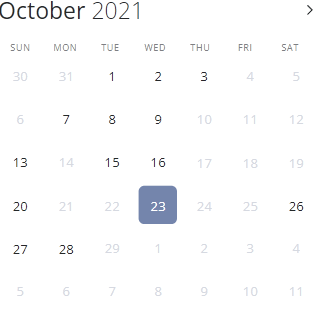 October 2021
SUN MON TUE WED THU FRI SAT
30 31 1 2 3 4 5
6 7 8 9 10 11 12
13 14 15 16 17 18 19
20 21 22 23 24 25 26
27 28 29 1 2 3 4
5 6 7 8 9 10 11